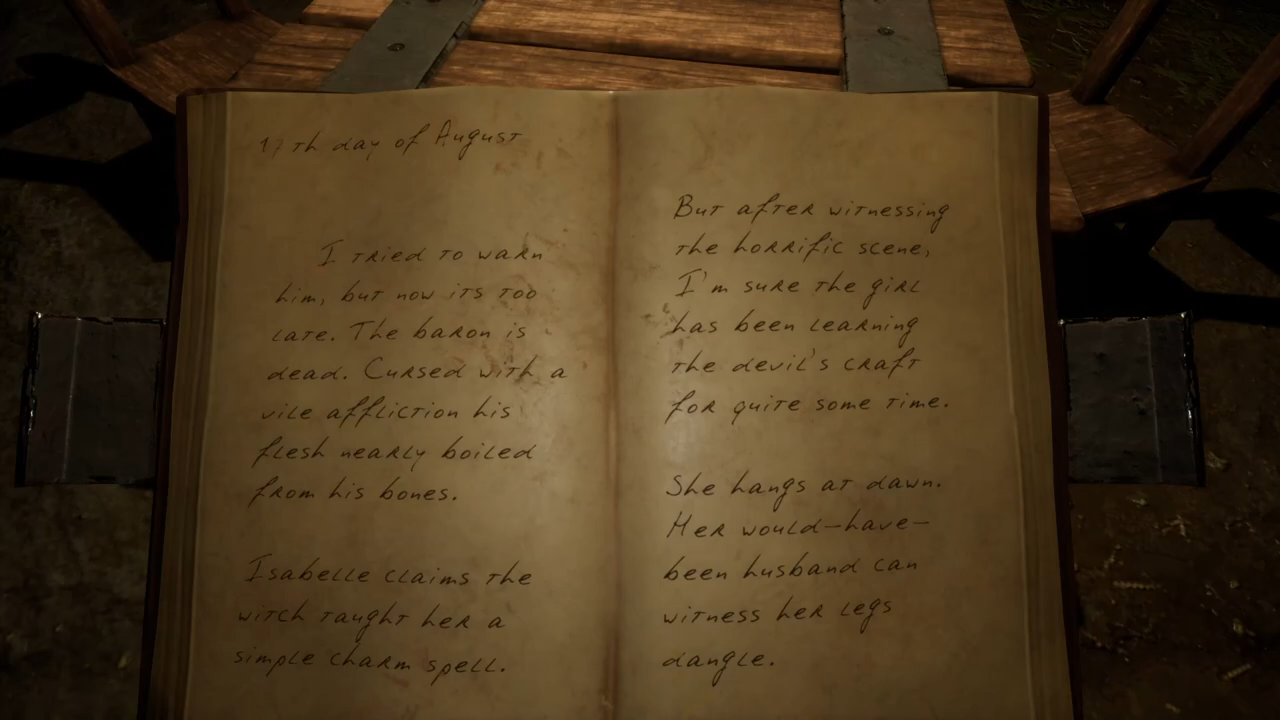 17th day of August
I tried to warn
him, but now its too
late. The baron is
dead. Cursed with a
vile affliction his
flesh nearly boiled
from his bones.
Isabelle claims the
witch taught her a
simple charm spell.
But after witnessing
the horrific scene,
I'm sure the girl
has been learning
the devil's craft
for quite some time.
She hangs at dawn.
Her would-have-
been husband can
witness her legs
dangle.